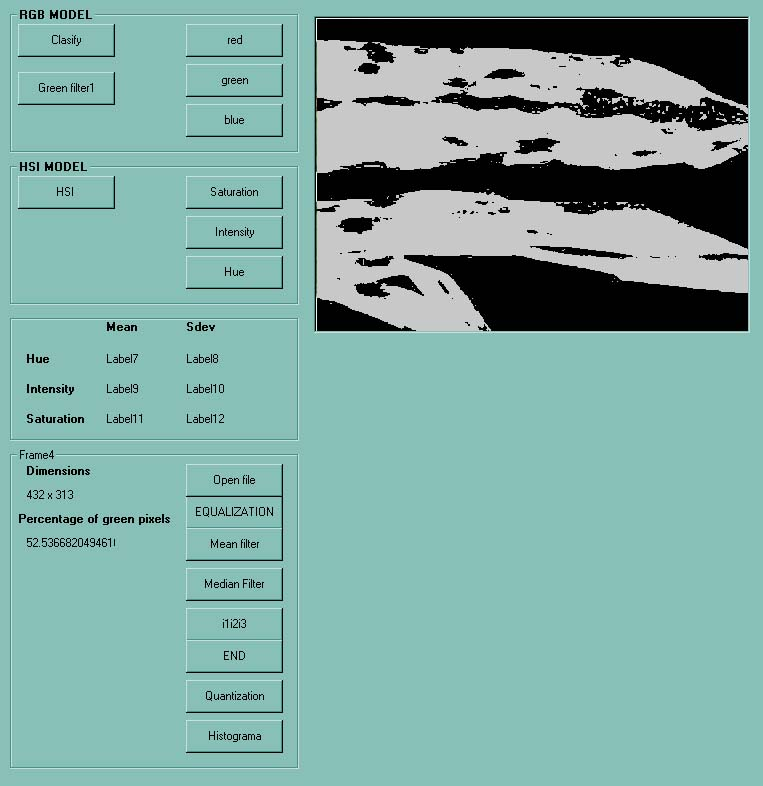 RGB MODEL
Clasify
red
Green filter1
green
blue
HSI MODEL
HSI
Saturation
Intensity
Hue
Mean Sdev
Hue Label7 Label8
Intensity Label9 Label10
Saturation Label11 Label12
Frame4
Dimensions
Open file
432 x 313
EQUALIZATION
Percentage of green pixels
52.536682049461
Mean filter
Median Filter
i1i2i3
END
Quantization
Histograma